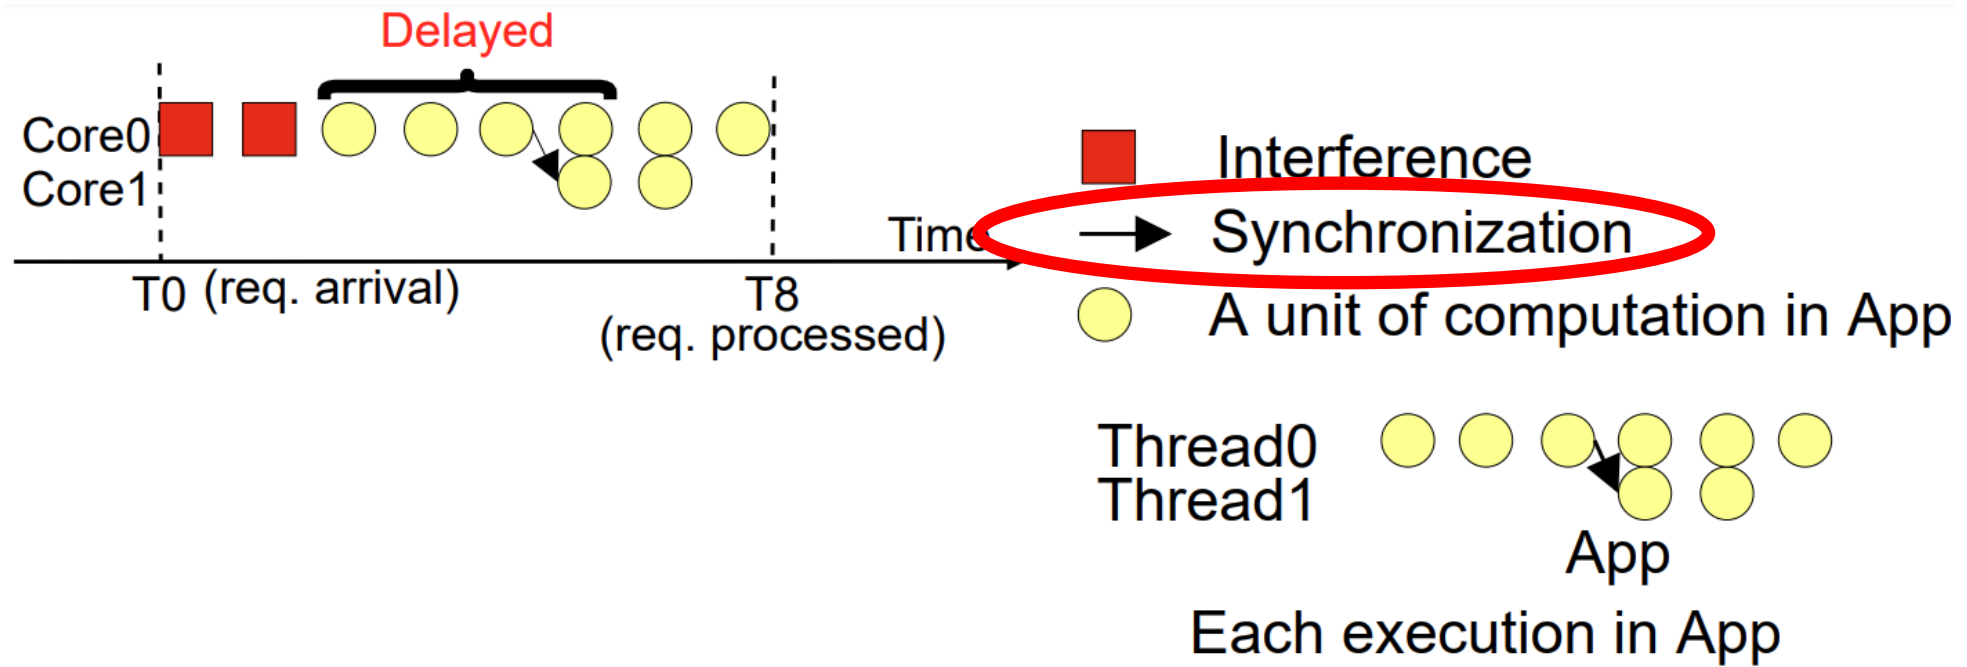 Delayed
Core0
Core1
Time
T0 (req. arrival)
T8
(req. processed)
Interference
Synchronization
A unit of computation in App
Thread0
Thread1
App
Each execution in App